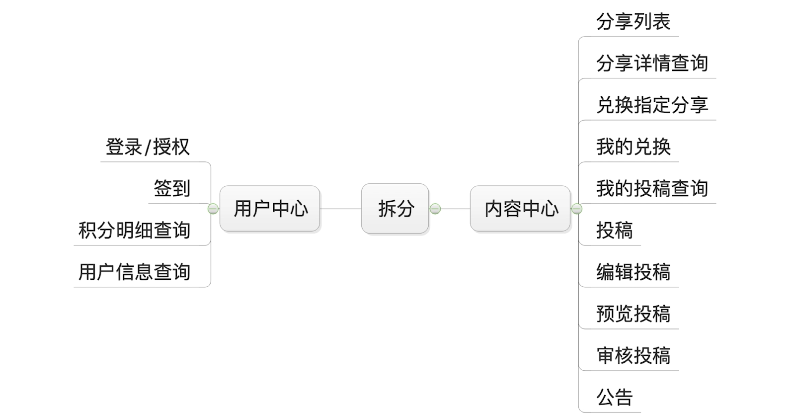 拆分
用户中心
登录/授权
签到
积分明细查询
用户信息查询
内容中心
分享列表
分享详情查询
兑换指定分享
我的兑换
我的投稿查询
投稿
编辑投稿
预览投稿
审核投稿
公告